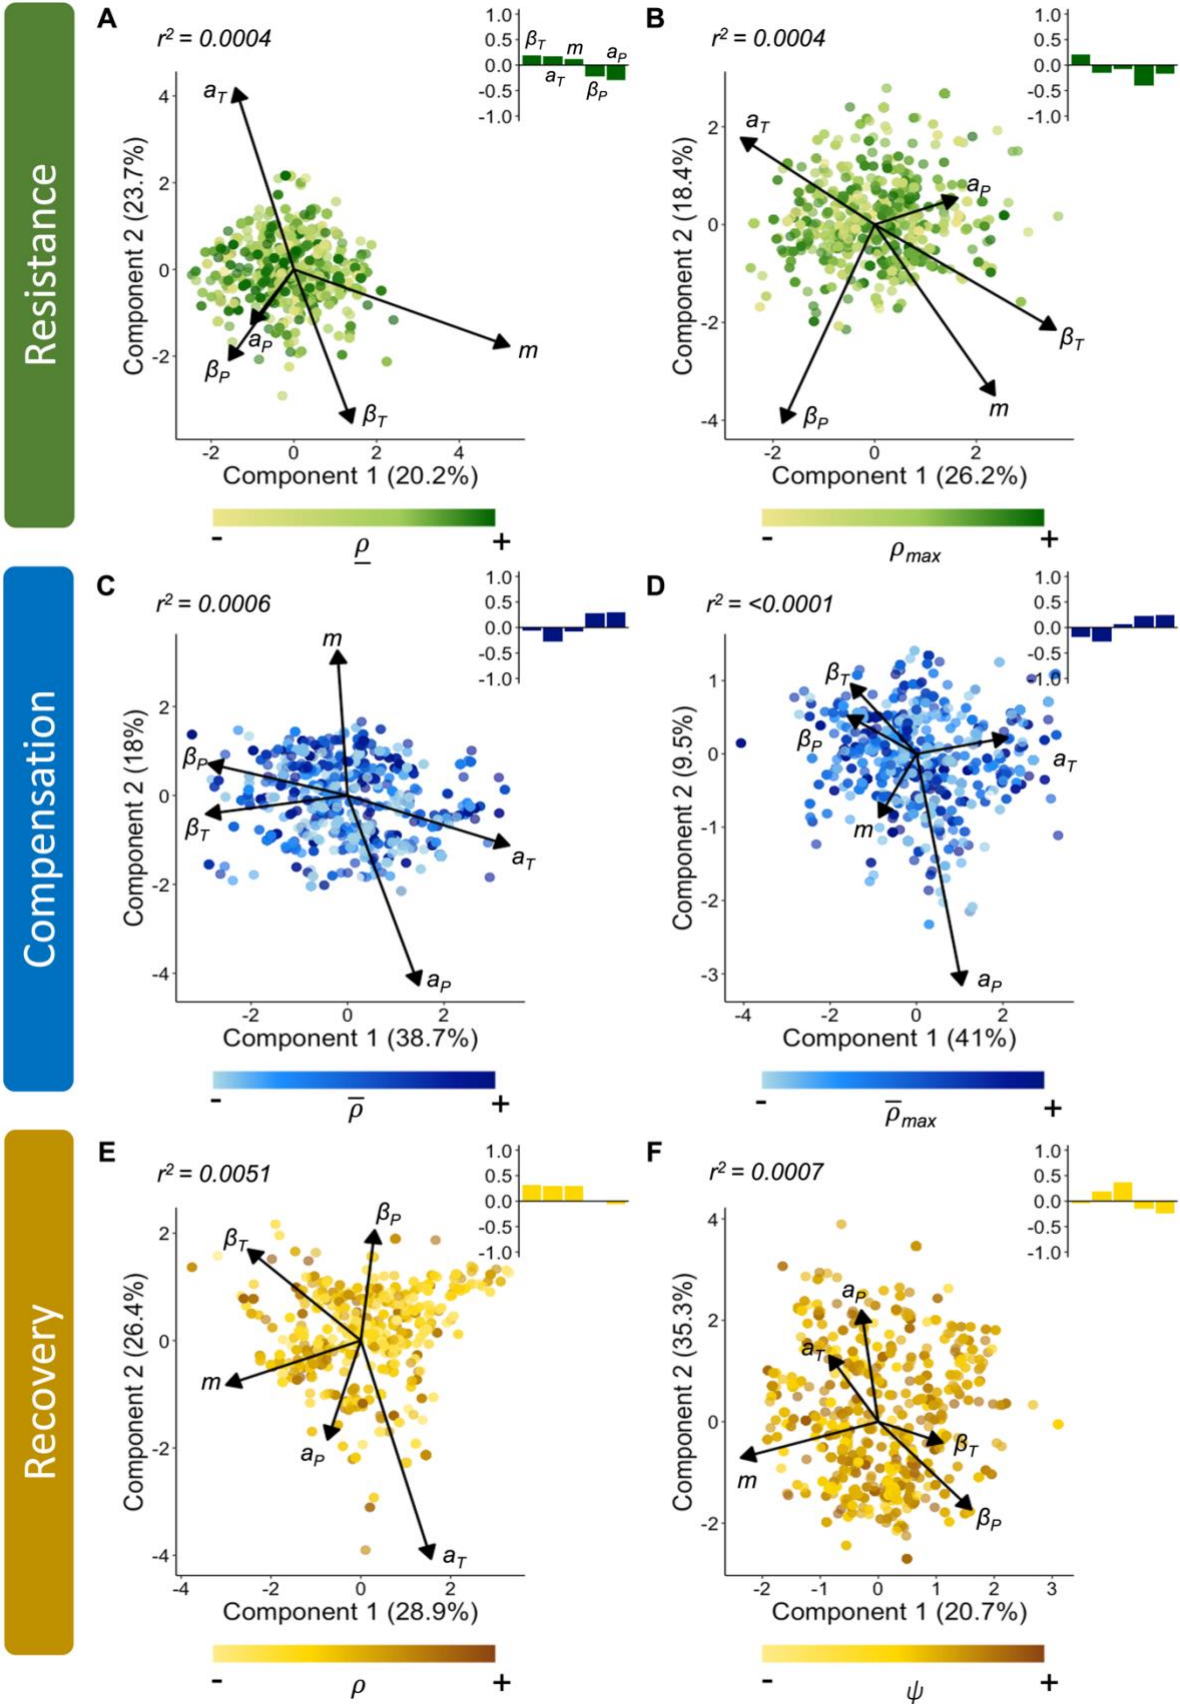 Resistance
A
r² = 0.0004
1.0
0.5
0.0
-0.5
-1.0
βT
aT
m
βP
aP
Component 2 (23.7%)
4
2
0
-2
aT
aP
βP
βT
m
-2
0
2
4
Component 1 (20.2%)
-
+
ρ
B
r² = 0.0004
1.0
0.5
0.0
-0.5
-1.0
Component 2 (18.4%)
2
0
-2
-4
aT
aP
βT
m
βP
-2
0
2
Component 1 (26.2%)
-
+
ρmax
Compensation
C
r² = 0.0006
1.0
0.5
0.0
-0.5
-1.0
Component 2 (18%)
2
0
-2
-4
m
βP
βT
aT
aP
-2
0
2
Component 1 (38.7%)
-
+
ρ̅
D
r² = <0.0001
1.0
0.5
0.0
-0.5
-1.0
Component 2 (9.5%)
1
0
-1
-2
-3
βT
βP
aT
m
aP
-4
-2
0
2
Component 1 (41%)
-
+
ρ̅max
Recovery
E
r² = 0.0051
1.0
0.5
0.0
-0.5
-1.0
Component 2 (26.4%)
2
0
-2
-4
βP
βT
m
aP
aT
-4
-2
0
2
Component 1 (28.9%)
-
+
ρ
F
r² = 0.0007
1.0
0.5
0.0
-0.5
-1.0
Component 2 (35.3%)
4
2
0
-2
aP
aT
βT
m
βP
-2
-1
0
1
2
3
Component 1 (20.7%)
-
+
ψ